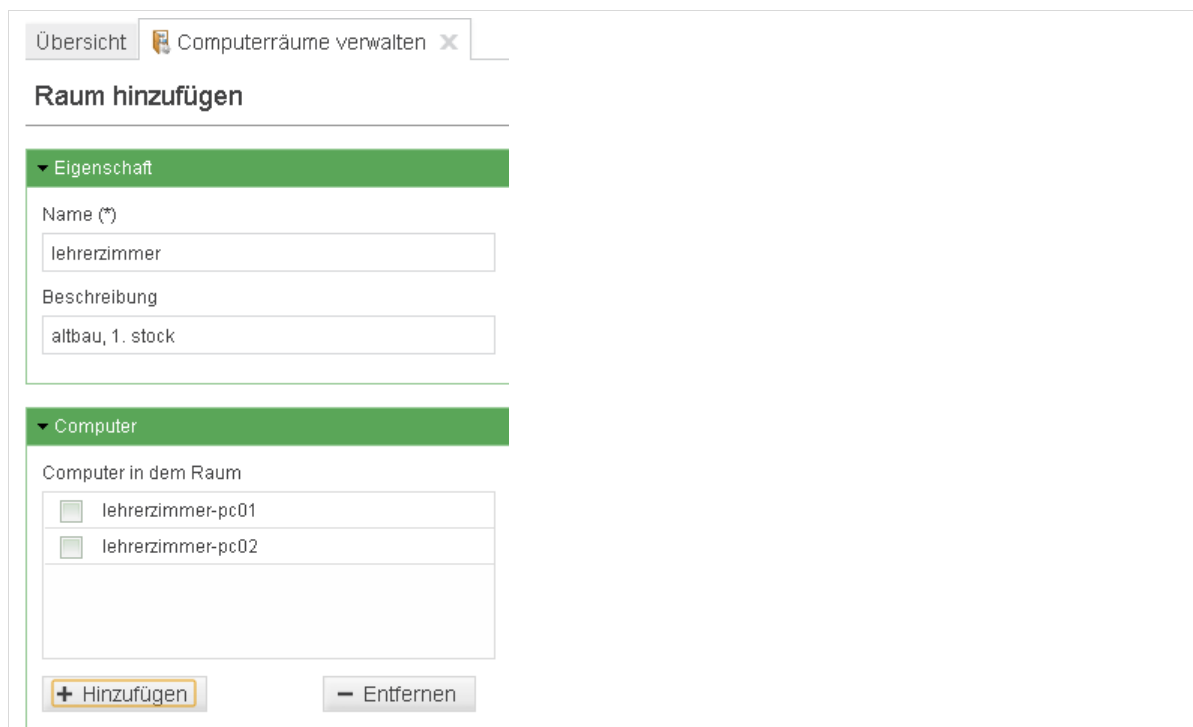 Übersicht Computerräume verwalten
Raum hinzufügen
Eigenschaft
Name (*)
lehrerzimmer
Beschreibung
altbau, 1. stock
Computer
Computer in dem Raum
lehrerzimmer-pc01
lehrerzimmer-pc02
Hinzufügen Entfernen